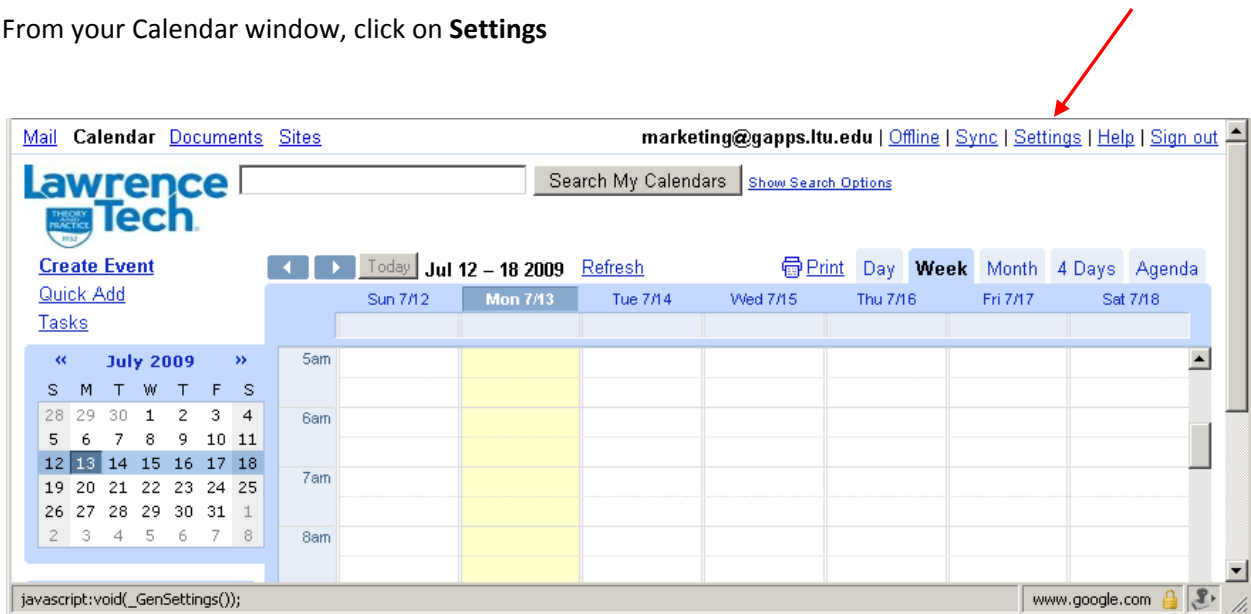 From your Calendar window, click on Settings
Mail Calendar Documents Sites marketing@gapps.ltu.edu | Offline | Sync | Settings | Help | Sign out
Lawrence Tech. Search My Calendars Show Search Options
THEORY AND PRACTICE 1932
Create Event Today Jul 12 – 18 2009 Refresh Print Day Week Month 4 Days Agenda
Quick Add
Tasks
Sun 7/12 Mon 7/13 Tue 7/14 Wed 7/15 Thu 7/16 Fri 7/17 Sat 7/18
« July 2009 »
S M T W T F S
28 29 30 1 2 3 4
5 6 7 8 9 10 11
12 13 14 15 16 17 18
19 20 21 22 23 24 25
26 27 28 29 30 31 1
2 3 4 5 6 7 8
5am
6am
7am
8am
javascript:void(_GenSettings()); www.google.com